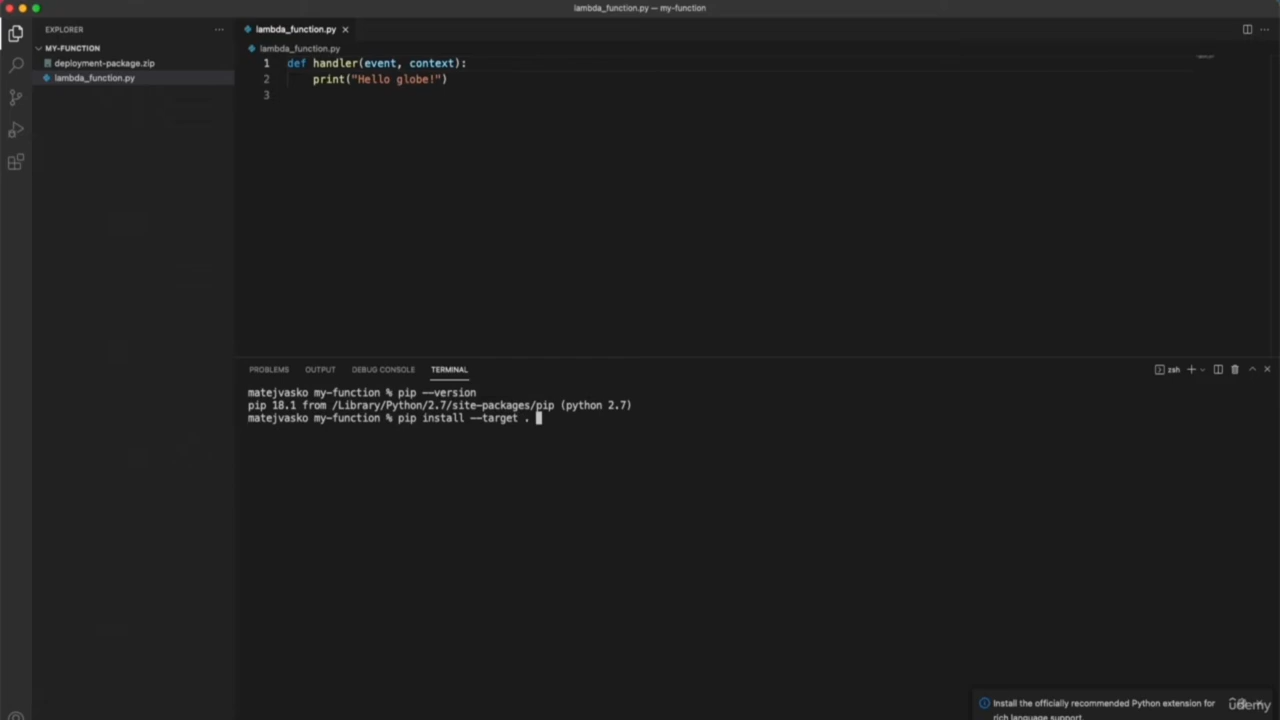 lambda_function.py — my-function
EXPLORER
MY-FUNCTION
deployment-package.zip
lambda_function.py
lambda_function.py
lambda_function.py
1 def handler(event, context):
2 print("Hello globe!")
3
PROBLEMS OUTPUT DEBUG CONSOLE TERMINAL
zsh
matejvasko my-function % pip --version
pip 18.1 from /Library/Python/2.7/site-packages/pip (python 2.7)
matejvasko my-function % pip install --target .
Install the officially recommended Python extension for
rich language support.
udemy